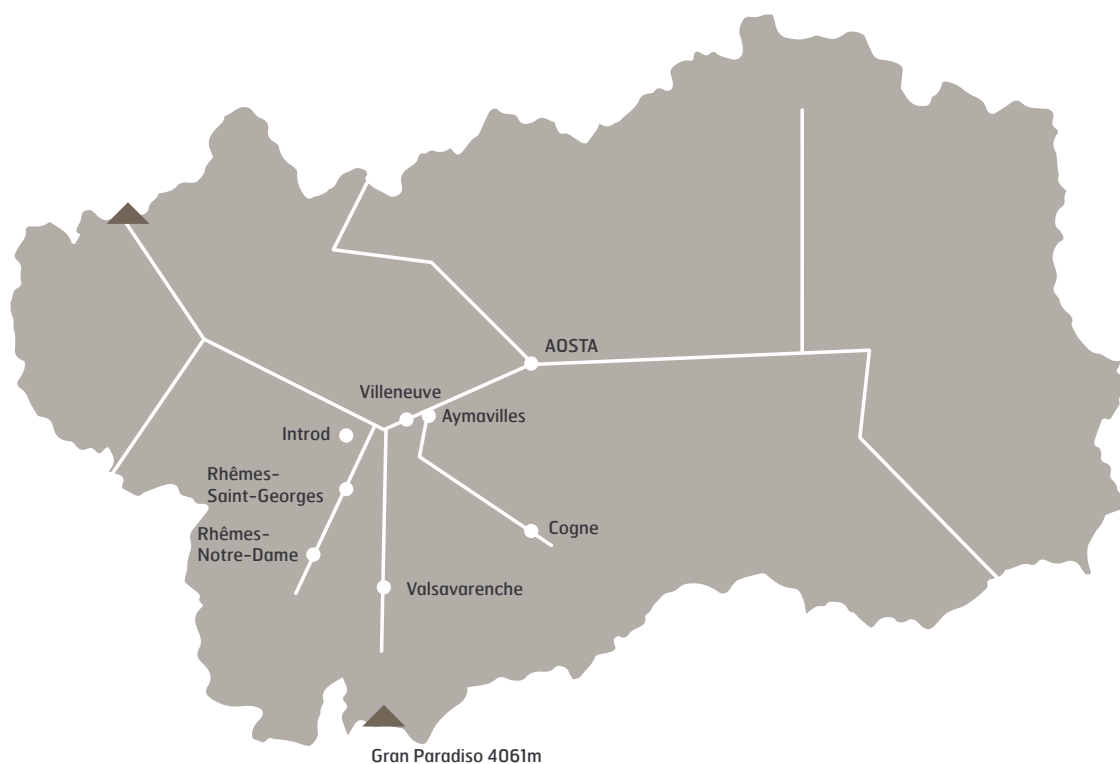 AOSTA
Villeneuve
Aymavilles
Introd
Rhêmes-
Saint-Georges
Rhêmes-
Notre-Dame
Cogne
Valsavarenche
Gran Paradiso 4061m